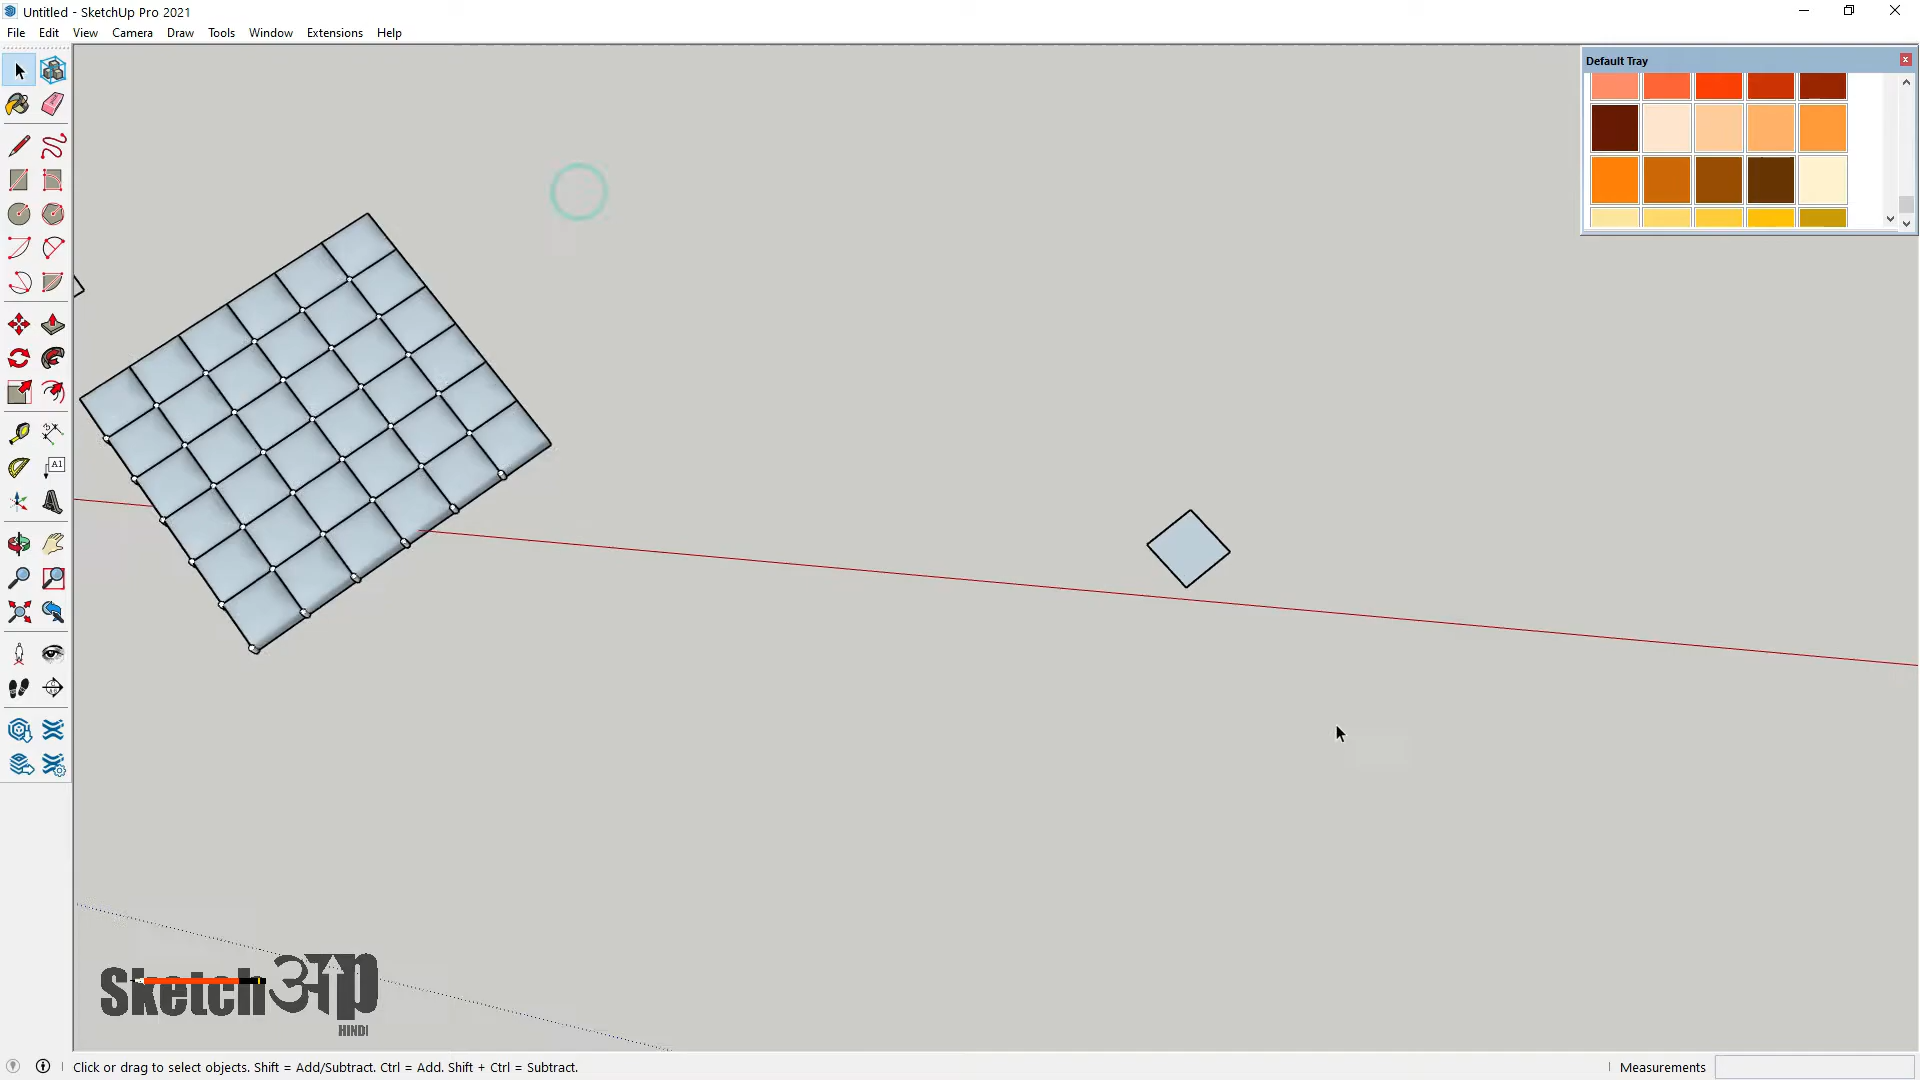 Untitled - SketchUp Pro 2021
File Edit View Camera Draw Tools Window Extensions Help
Default Tray
A1
Sketchअप
HINDI
Click or drag to select objects. Shift = Add/Subtract. Ctrl = Add. Shift + Ctrl = Subtract.
Measurements